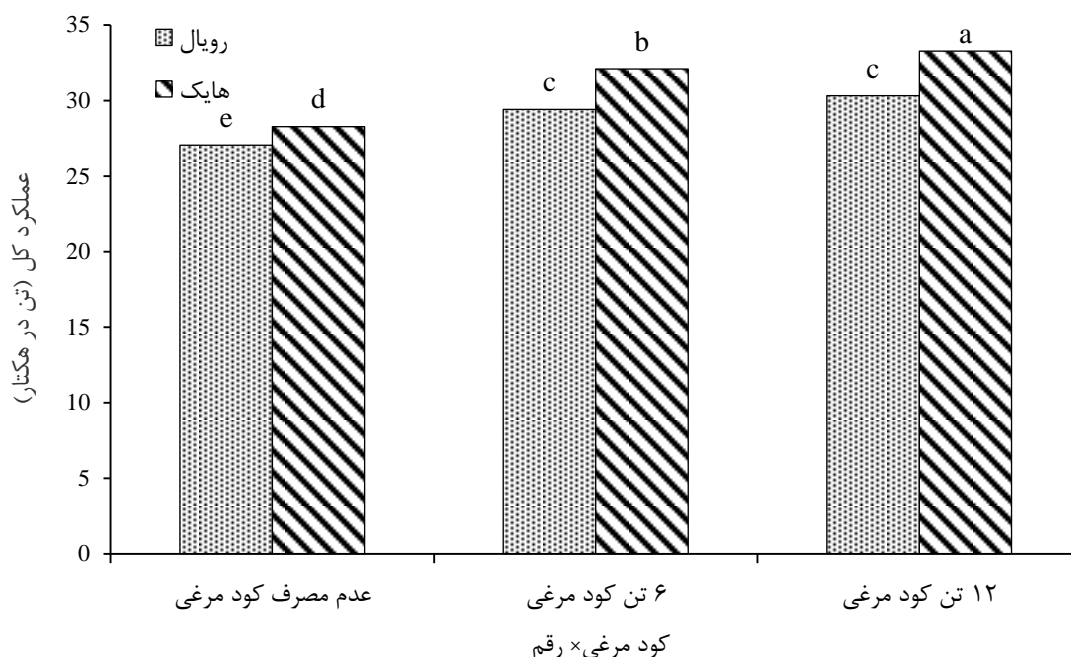 35
30
25
20
15
10
5
0
عملکرد کل (تن در هکتار)
رویال
هایک
e
d
c
b
c
a
عدم مصرف کود مرغی
۶ تن کود مرغی
۱۲ تن کود مرغی
کود مرغی× رقم